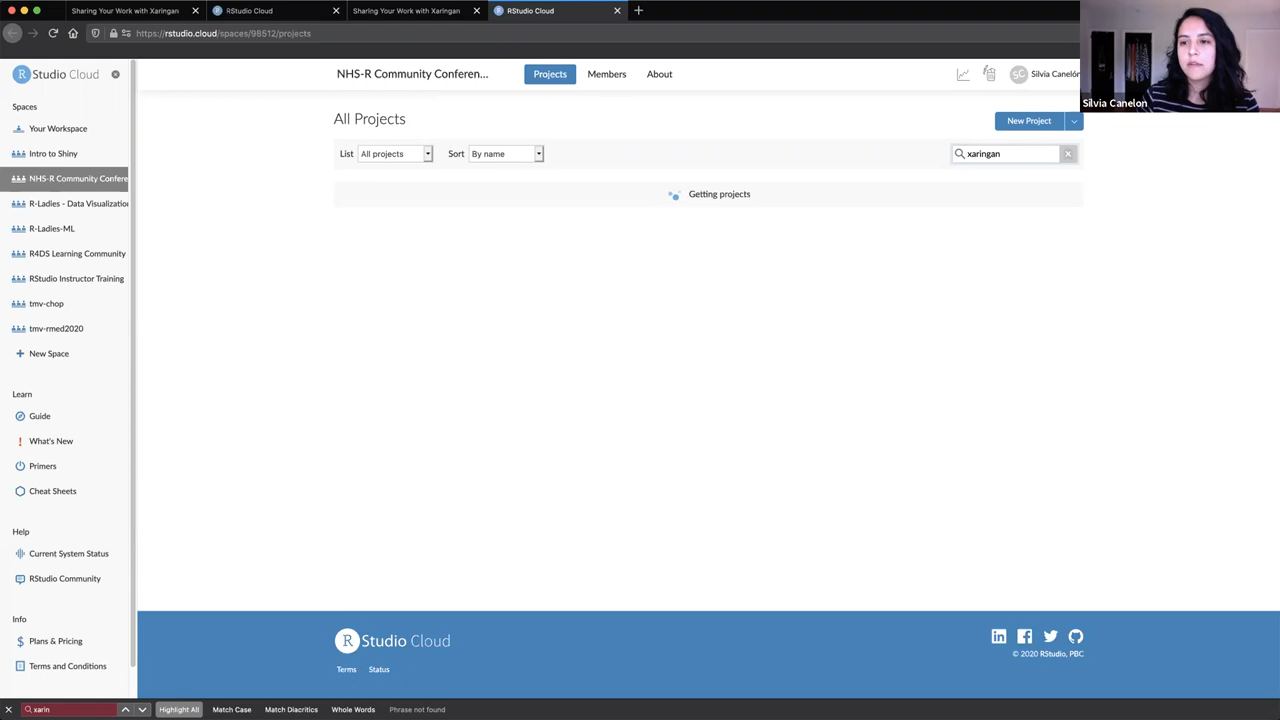 Sharing Your Work with Xaringan
RStudio Cloud
Sharing Your Work with Xaringan
RStudio Cloud
https://rstudio.cloud/spaces/98512/projects
R Studio Cloud
NHS-R Community Conferen...
Projects
Members
About
SC
Silvia Canelón
Silvia Canelon
Spaces
Your Workspace
Intro to Shiny
NHS-R Community Confere
R-Ladies - Data Visualization
R-Ladies-ML
R4DS Learning Community
RStudio Instructor Training
tmv-chop
tmv-rmed2020
New Space
Learn
Guide
What's New
Primers
Cheat Sheets
Help
Current System Status
RStudio Community
Info
Plans & Pricing
Terms and Conditions
All Projects
New Project
List All projects Sort By name
xaringan
Getting projects
R Studio Cloud
Terms Status
© 2020 RStudio, PBC
xarin
Highlight All Match Case Match Diacritics Whole Words Phrase not found